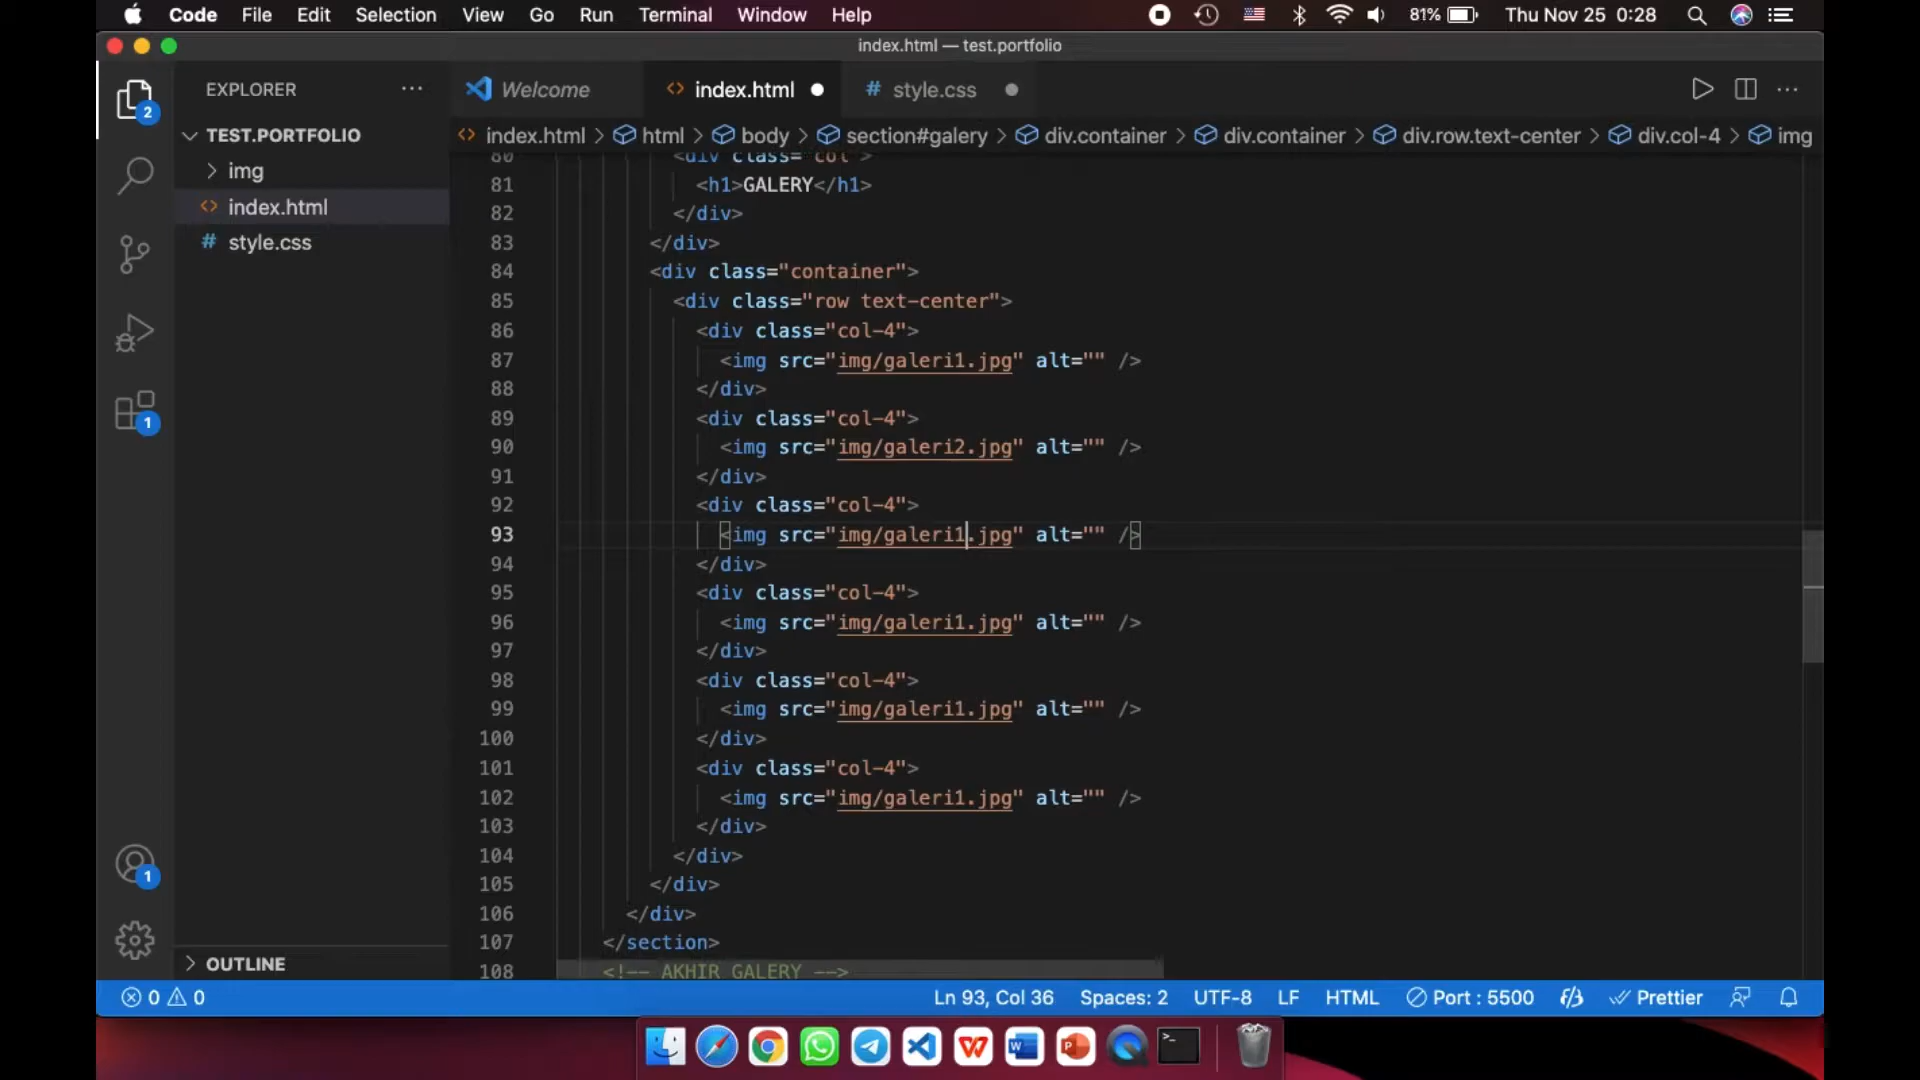 Code File Edit Selection View Go Run Terminal Window Help 81% Thu Nov 25 0:28
index.html — test.portfolio
EXPLORER ··· Welcome index.html style.css ···
2
TEST.PORTFOLIO
index.html > html > body > section#galery > div.container > div.container > div.row.text-center > div.col-4 > img
img
index.html
style.css
80 <div class="col">
81 <h1>GALERY</h1>
82 </div>
83 </div>
84 <div class="container">
85 <div class="row text-center">
86 <div class="col-4">
87 <img src="img/galeri1.jpg" alt="" />
88 </div>
89 <div class="col-4">
90 <img src="img/galeri2.jpg" alt="" />
91 </div>
92 <div class="col-4">
93 <img src="img/galeri1.jpg" alt="" />
94 </div>
95 <div class="col-4">
96 <img src="img/galeri1.jpg" alt="" />
97 </div>
98 <div class="col-4">
99 <img src="img/galeri1.jpg" alt="" />
100 </div>
101 <div class="col-4">
102 <img src="img/galeri1.jpg" alt="" />
103 </div>
104 </div>
105 </div>
106 </div>
107 </section>
108 <!-- AKHIR GALERY -->
1
1
OUTLINE
0 0 Ln 93, Col 36 Spaces: 2 UTF-8 LF HTML Port : 5500 Prettier